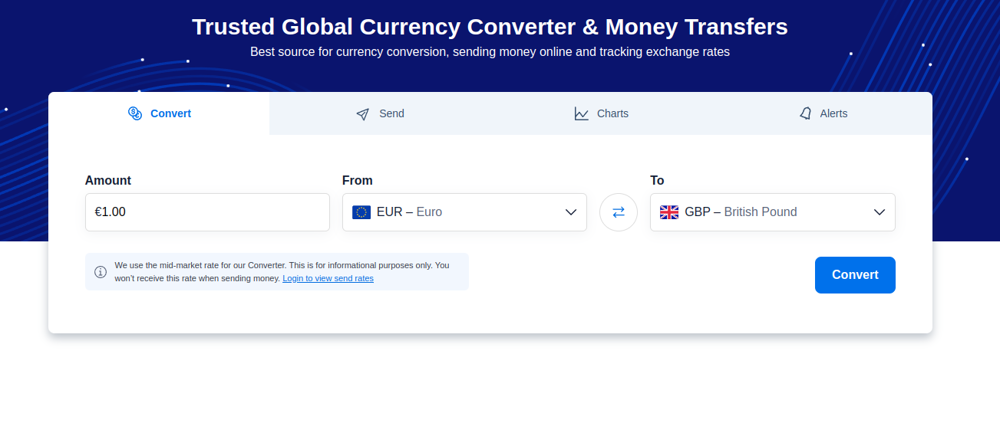 Trusted Global Currency Converter & Money Transfers
Best source for currency conversion, sending money online and tracking exchange rates
Convert
Send
Charts
Alerts
Amount
From
To
€1.00
EUR – Euro
GBP – British Pound
We use the mid-market rate for our Converter. This is for informational purposes only. You
won't receive this rate when sending money. Login to view send rates
Convert